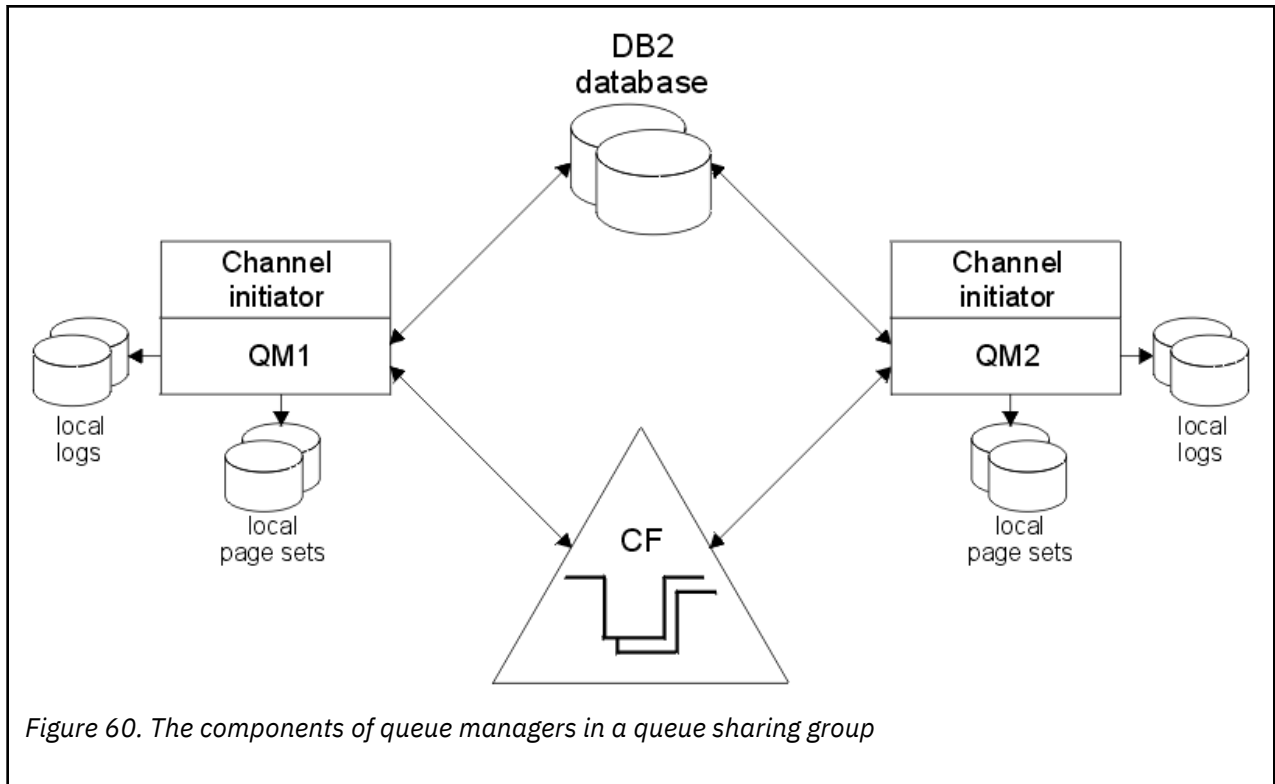 DB2
database
Channel
initiator
QM1
local
logs
local
page sets
Channel
initiator
QM2
local
logs
local
page sets
CF
Figure 60. The components of queue managers in a queue sharing group